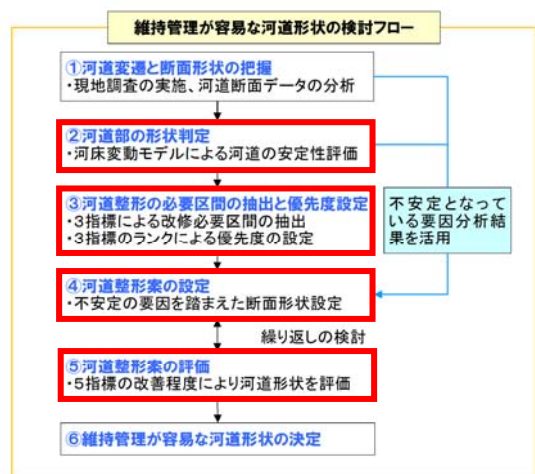 維持管理が容易な河道形状の検討フロー
①河道変遷と断面形状の把握
・現地調査の実施、河道断面データの分析
②河道部の形状判定
・河床変動モデルによる河道の安定性評価
③河道整形の必要区間の抽出と優先度設定
・3指標による改修必要区間の抽出
・3指標のランクによる優先度の設定
不安定となって
いる要因分析結
果を活用
④河道整形案の設定
・不安定の要因を踏まえた断面形状設定
繰り返しの検討
⑤河道整形案の評価
・5指標の改善程度により河道形状を評価
⑥維持管理が容易な河道形状の決定